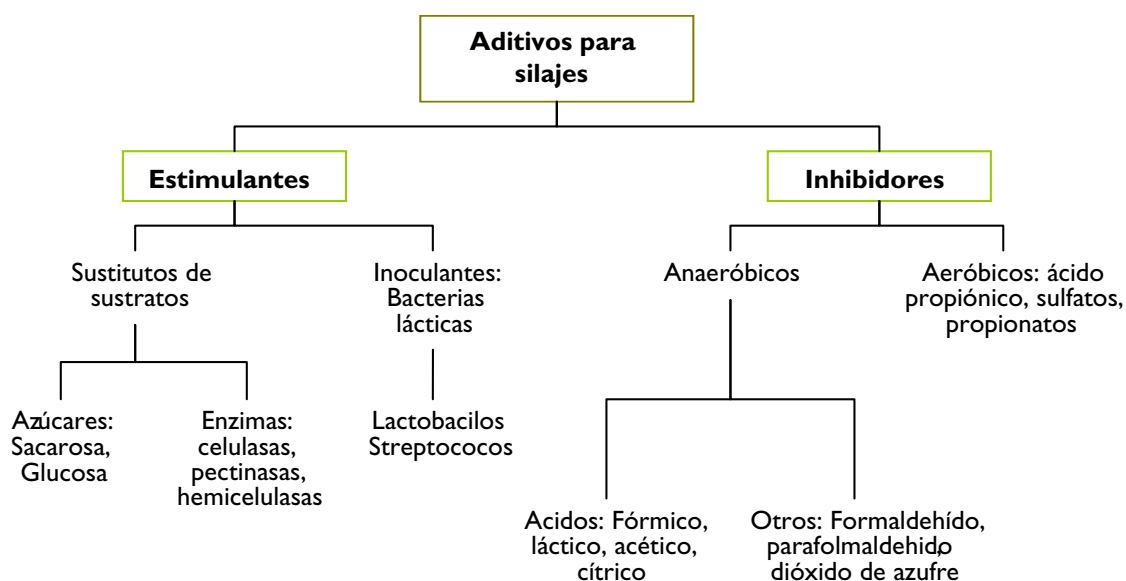 Aditivos para
silajes
Estimulantes
Inhibidores
Sustitutos de
sustratos
Inoculantes:
Bacterias
lácticas
Anaeróbicos
Aeróbicos: ácido
propiónico, sulfatos,
propionatos
Azúcares:
Sacarosa,
Glucosa
Enzimas:
celulasas,
pectinasas,
hemicelulasas
Lactobacilos
Streptococos
Acidos: Fórmico,
láctico, acético,
cítrico
Otros: Formaldehído,
parafolmaldehido,
dióxido de azufre